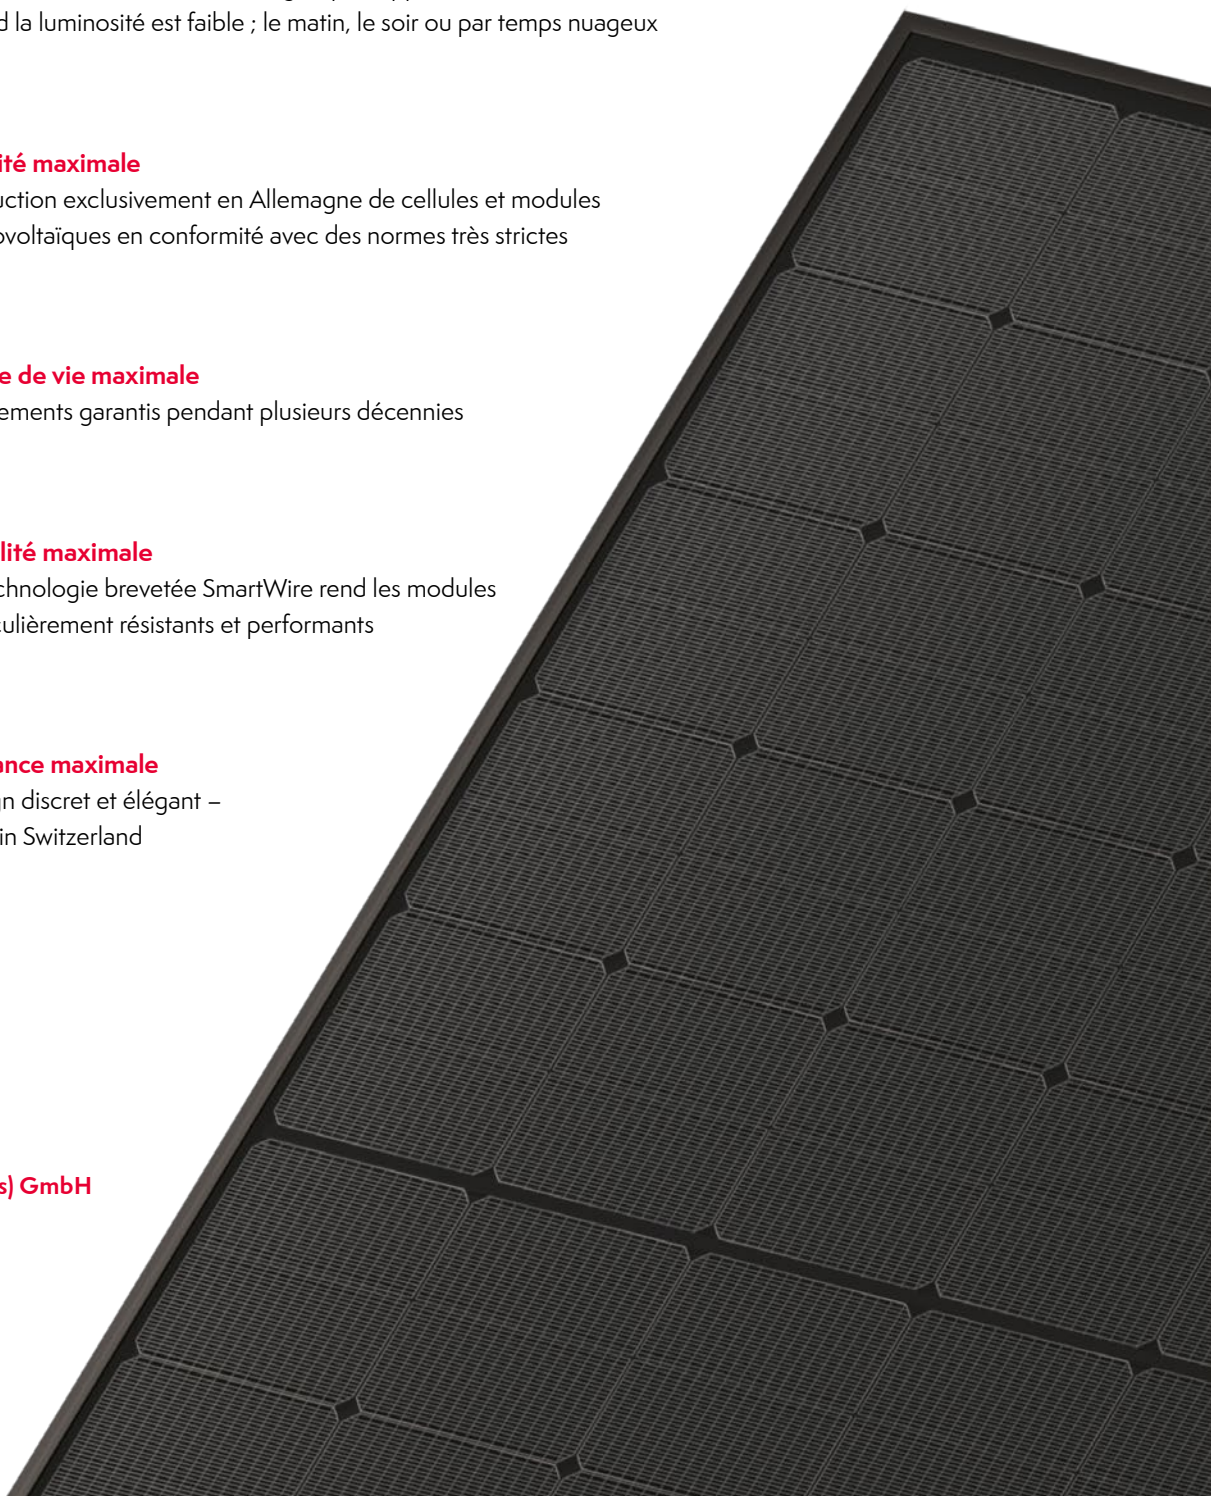 d la luminosité est faible ; le matin, le soir ou par temps nuageux
ité maximale
uction exclusivement en Allemagne de cellules et modules
ovoltaïques en conformité avec des normes très strictes
e de vie maximale
ements garantis pendant plusieurs décennies
lité maximale
chnologie brevetée SmartWire rend les modules
culièrement résistants et performants
ance maximale
n discret et élégant –
in Switzerland
s) GmbH